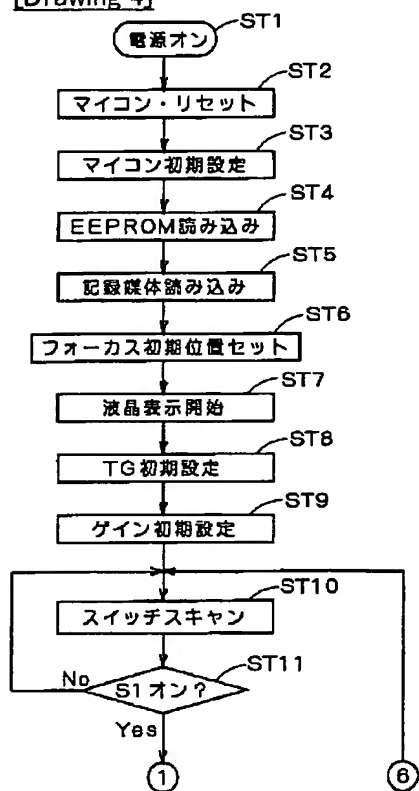 [Drawing 4]
電源オン
ST1
マイコン・リセット
ST2
マイコン初期設定
ST3
EEPROM読み込み
ST4
記録媒体読み込み
ST5
フォーカス初期位置セット
ST6
液晶表示開始
ST7
TG初期設定
ST8
ゲイン初期設定
ST9
スイッチスキャン
ST10
S1オン?
ST11
No
Yes
1
6